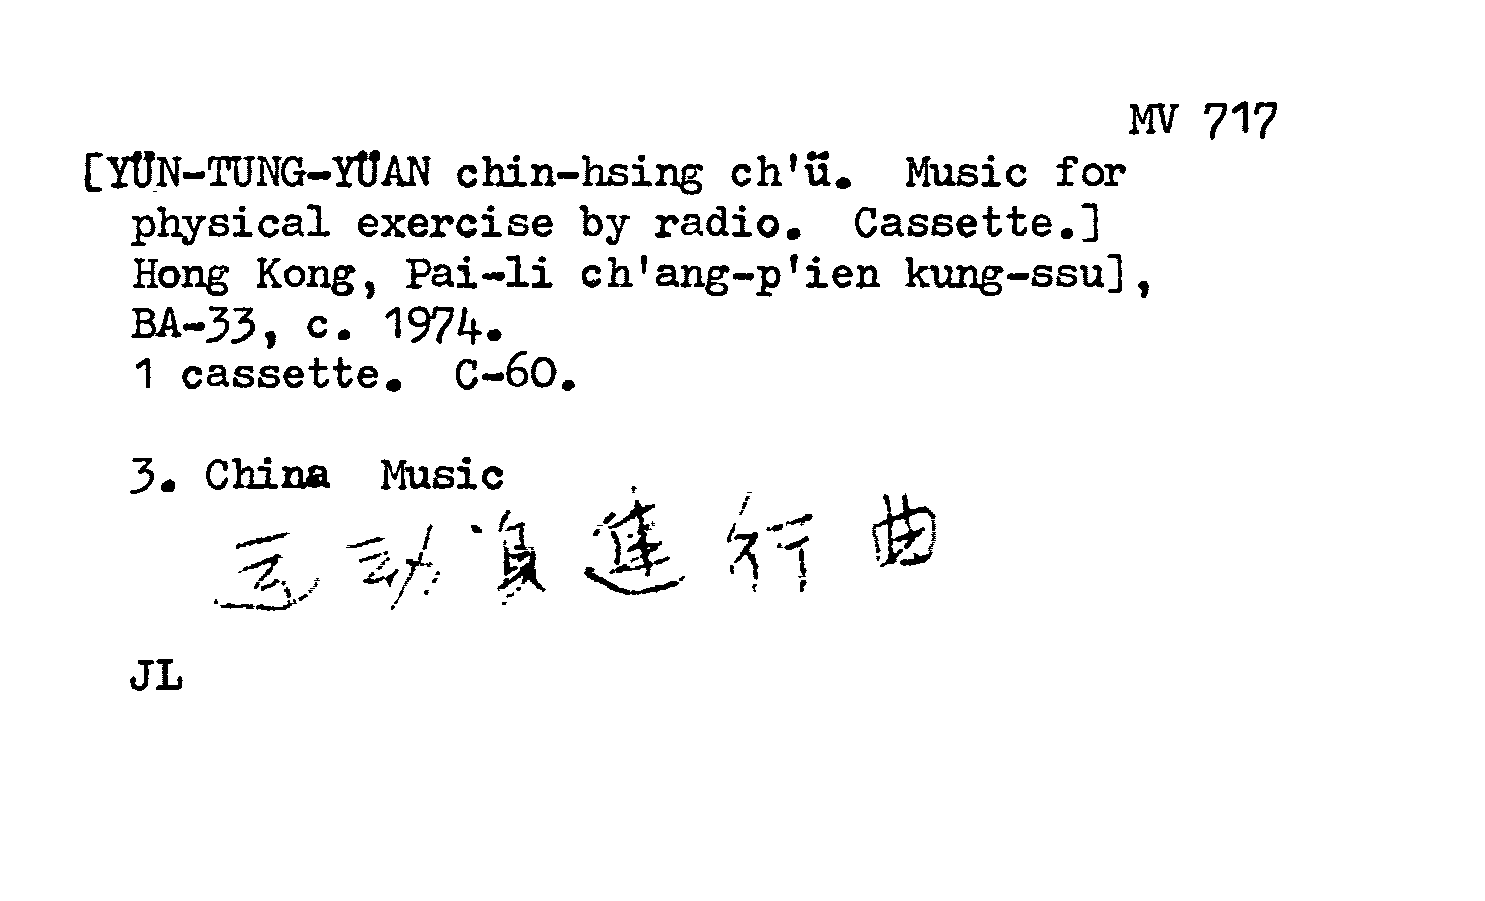 MV 717
[YÜN-TUNG-YÜAN chin-hsing ch'ü. Music for
physical exercise by radio. Cassette.]
Hong Kong, Pai-li ch'ang-p'ien kung-ssu],
BA-33, c. 1974.
1 cassette. C-60.
3. China Music
运动員進行曲
JL